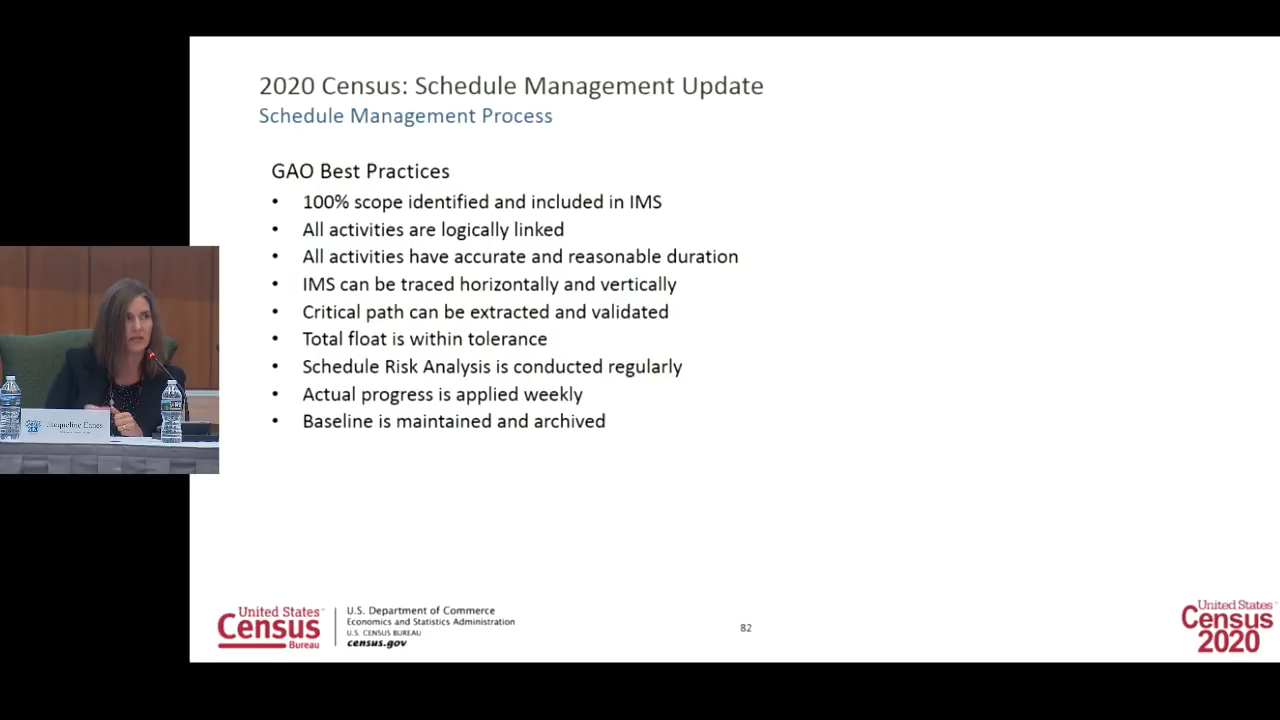 2020 Census: Schedule Management Update
Schedule Management Process
GAO Best Practices
• 100% scope identified and included in IMS
• All activities are logically linked
• All activities have accurate and reasonable duration
• IMS can be traced horizontally and vertically
• Critical path can be extracted and validated
• Total float is within tolerance
• Schedule Risk Analysis is conducted regularly
• Actual progress is applied weekly
• Baseline is maintained and archived
Jacqueline Eanes
United States™
Census
Bureau
U.S. Department of Commerce
Economics and Statistics Administration
U.S. CENSUS BUREAU
census.gov
82
United States™
Census
2020